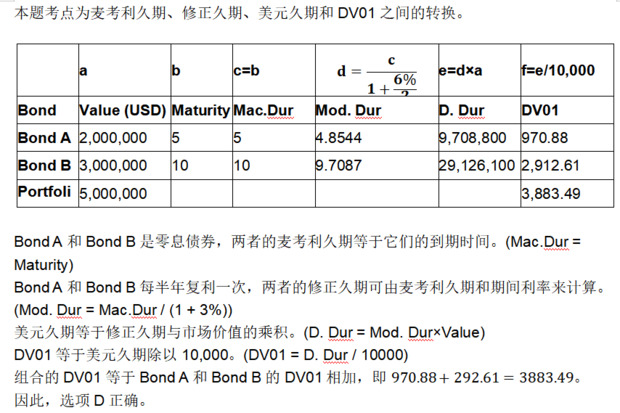 本题考点为麦考利久期、修正久期、美元久期和 DV01 之间的转换。
a b c=b d = c / 1 + 6%/2 e=d×a f=e/10,000
Bond Value (USD) Maturity Mac.Dur Mod. Dur D. Dur DV01
Bond A 2,000,000 5 5 4.8544 9,708,800 970.88
Bond B 3,000,000 10 10 9.7087 29,126,100 2,912.61
Portfoli 5,000,000 3,883.49
Bond A 和 Bond B 是零息债券，两者的麦考利久期等于它们的到期时间。(Mac.Dur =
Maturity)
Bond A 和 Bond B 每半年复利一次，两者的修正久期可由麦考利久期和期间利率来计算。
(Mod. Dur = Mac.Dur / (1 + 3%))
美元久期等于修正久期与市场价值的乘积。(D. Dur = Mod. Dur×Value)
DV01 等于美元久期除以 10,000。(DV01 = D. Dur / 10000)
组合的 DV01 等于 Bond A 和 Bond B 的 DV01 相加，即 970.88 + 292.61 = 3883.49。
因此，选项 D 正确。